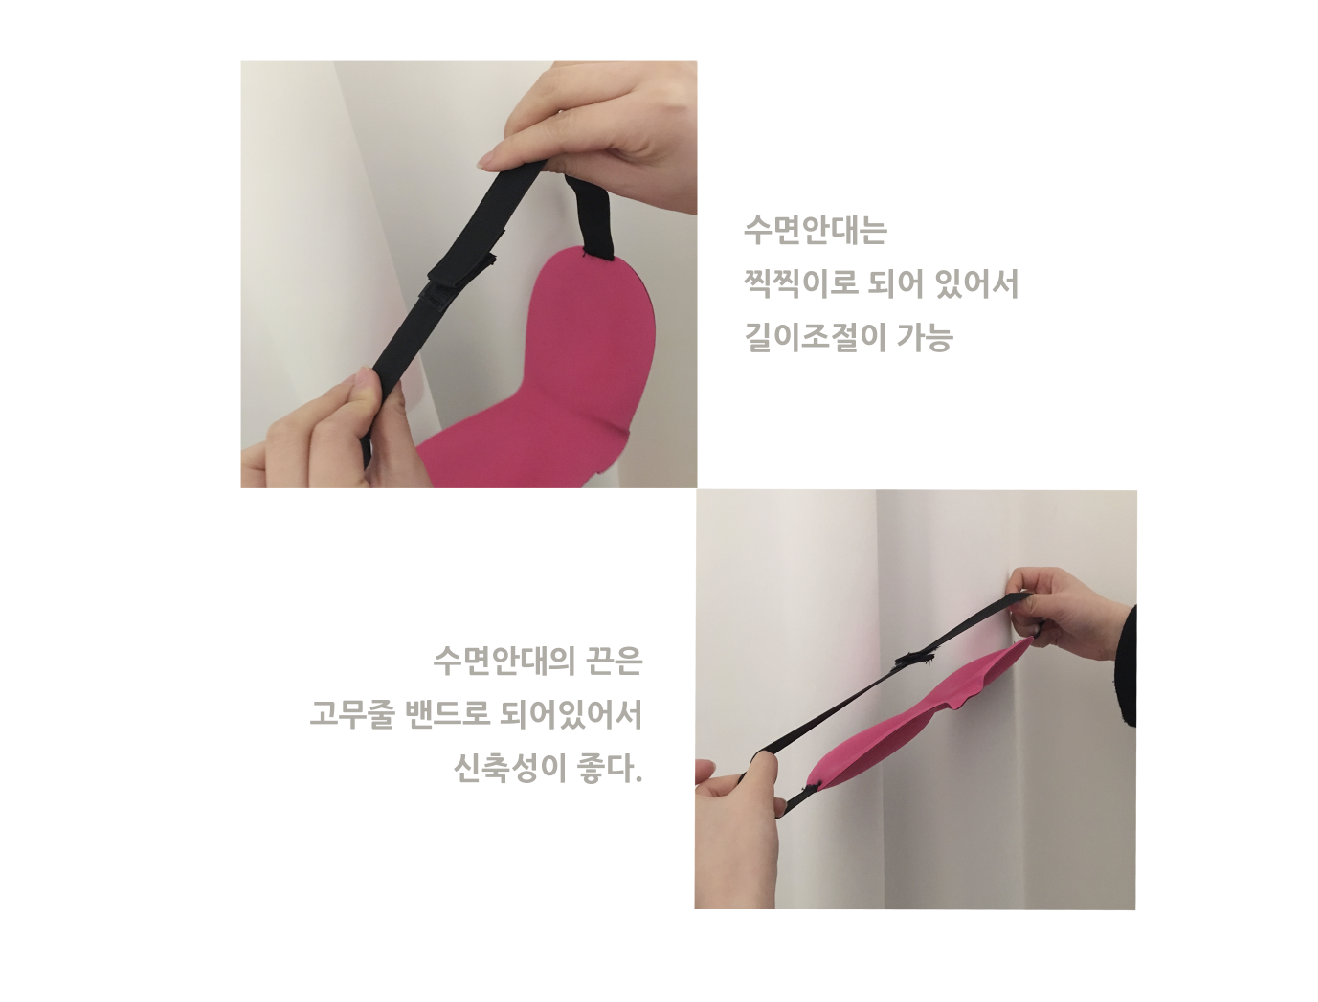 수면안대는
찍찍이로 되어 있어서
길이조절이 가능
수면안대의 끈은
고무줄 밴드로 되어있어서
신축성이 좋다.